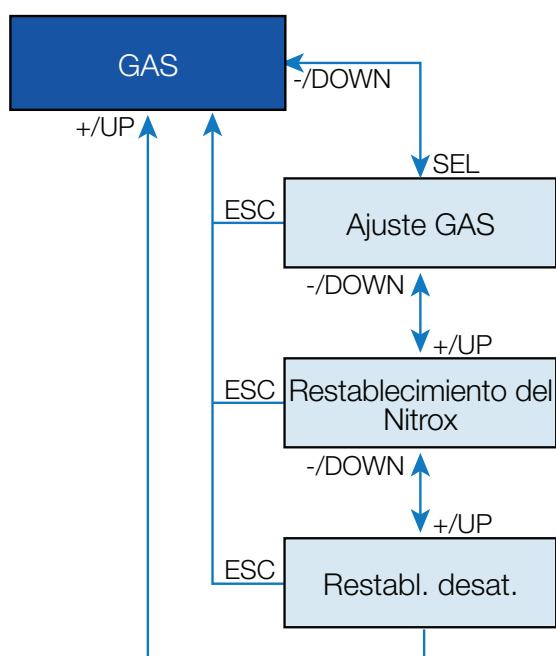 GAS
-/DOWN
+/UP
SEL
ESC
Ajuste GAS
-/DOWN
+/UP
ESC
Restablecimiento del
Nitrox
-/DOWN
+/UP
ESC
Restabl. desat.